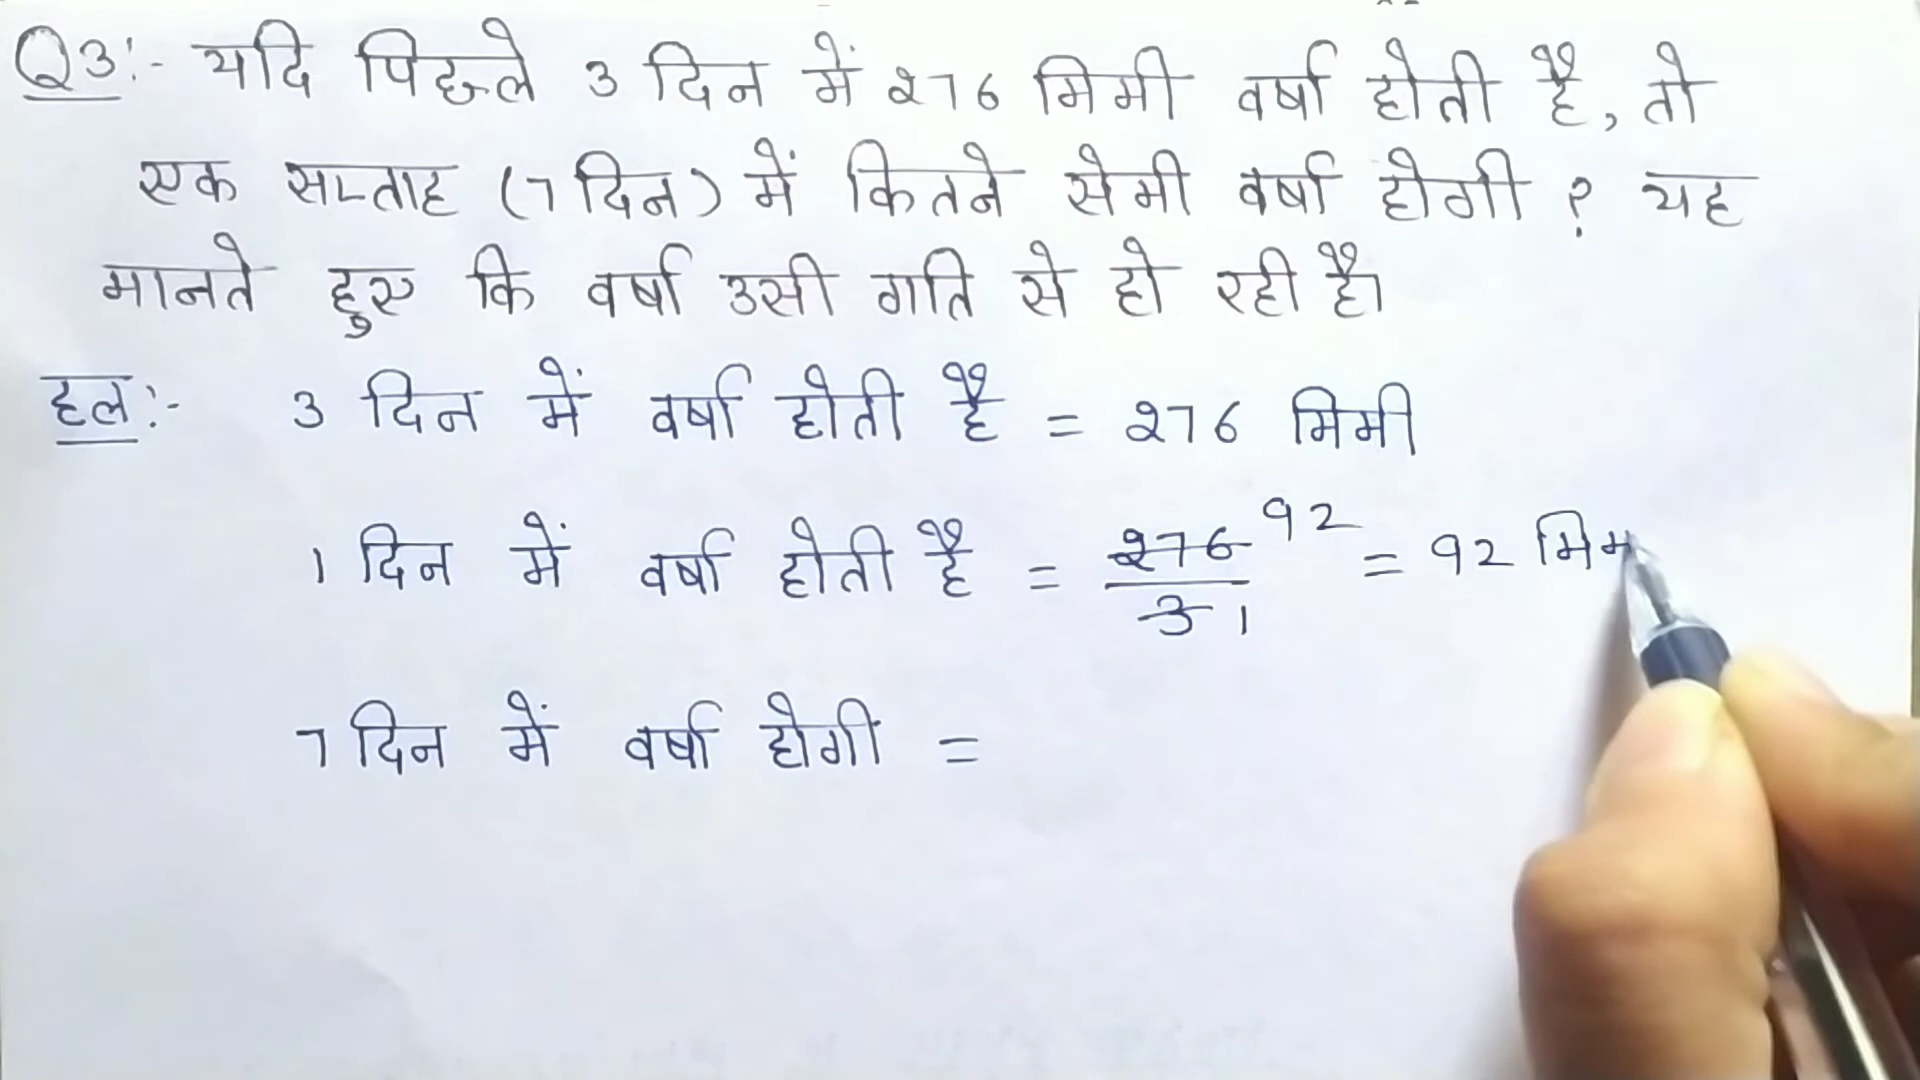 Q3:- यदि पिछले 3 दिन में 276 मिमी वर्षा होती है, तो
एक सप्ताह (7 दिन) में कितने सेमी वर्षा होगी ? यह
मानते हुए कि वर्षा उसी गति से हो रही है।
हल:- 3 दिन में वर्षा होती है = 276 मिमी
1 दिन में वर्षा होती है = 276/3 92 1 = 92 मिम
7 दिन में वर्षा होगी =